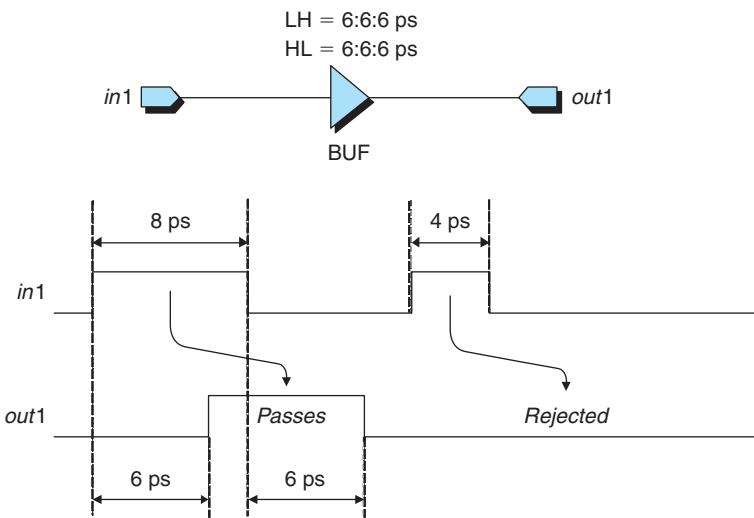 LH = 6:6:6 ps
HL = 6:6:6 ps
in1
out1
BUF
8 ps
4 ps
in1
out1
Passes
Rejected
6 ps
6 ps